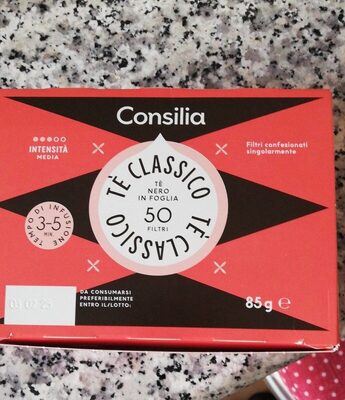 Consilia
INTENSITÀ
MEDIA
Filtri confezionati
singolarmente
TÈ CLASSICO TÈ CLASSICO
TÈ
NERO
IN FOGLIA
50
FILTRI
TEMPO DI INFUSIONE
3-5
MIN
DA CONSUMARSI
PREFERIBILMENTE
ENTRO IL/LOTTO:
85g e